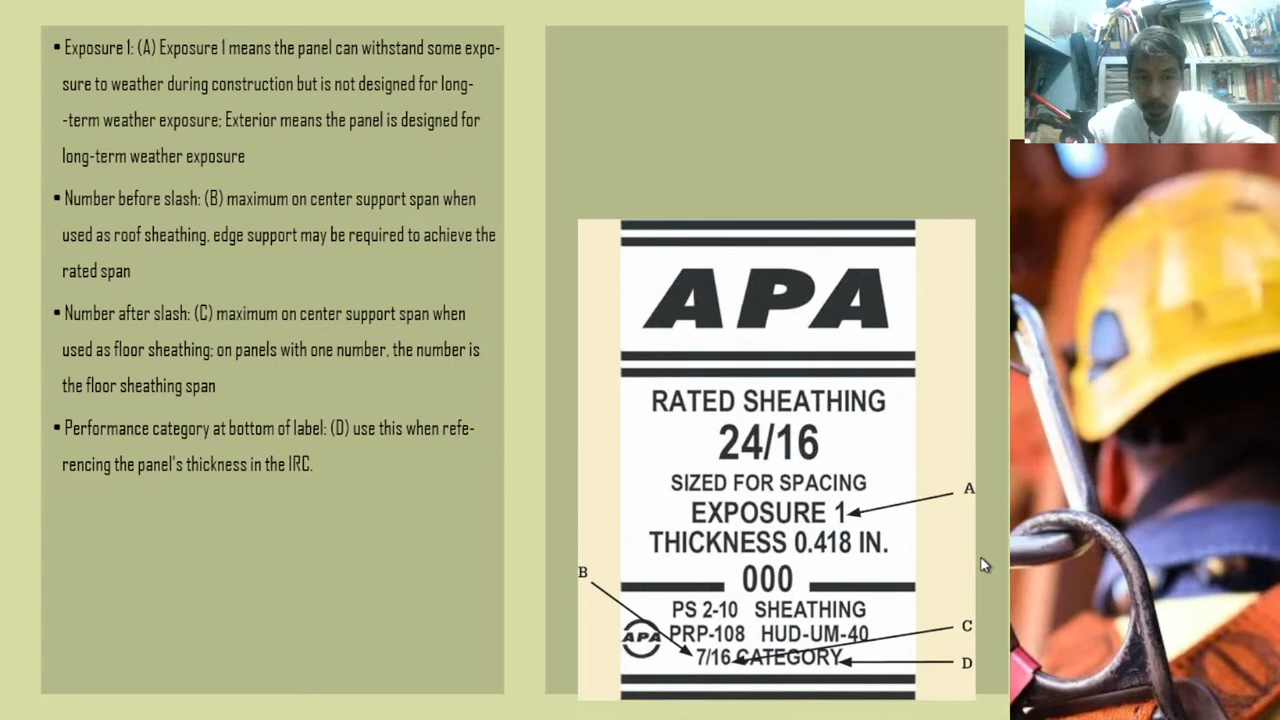 • Exposure 1: (A) Exposure 1 means the panel can withstand some expo-
sure to weather during construction but is not designed for long-
-term weather exposure; Exterior means the panel is designed for
long-term weather exposure
• Number before slash: (B) maximum on center support span when
used as roof sheathing, edge support may be required to achieve the
rated span
• Number after slash: (C) maximum on center support span when
used as floor sheathing; on panels with one number, the number is
the floor sheathing span
• Performance category at bottom of label: (D) use this when refe-
rencing the panel's thickness in the IRC.
APA
RATED SHEATHING
24/16
SIZED FOR SPACING
EXPOSURE 1
A
THICKNESS 0.418 IN.
000
B
PS 2-10 SHEATHING
APA
PRP-108 HUD-UM-40
C
7/16 CATEGORY
D